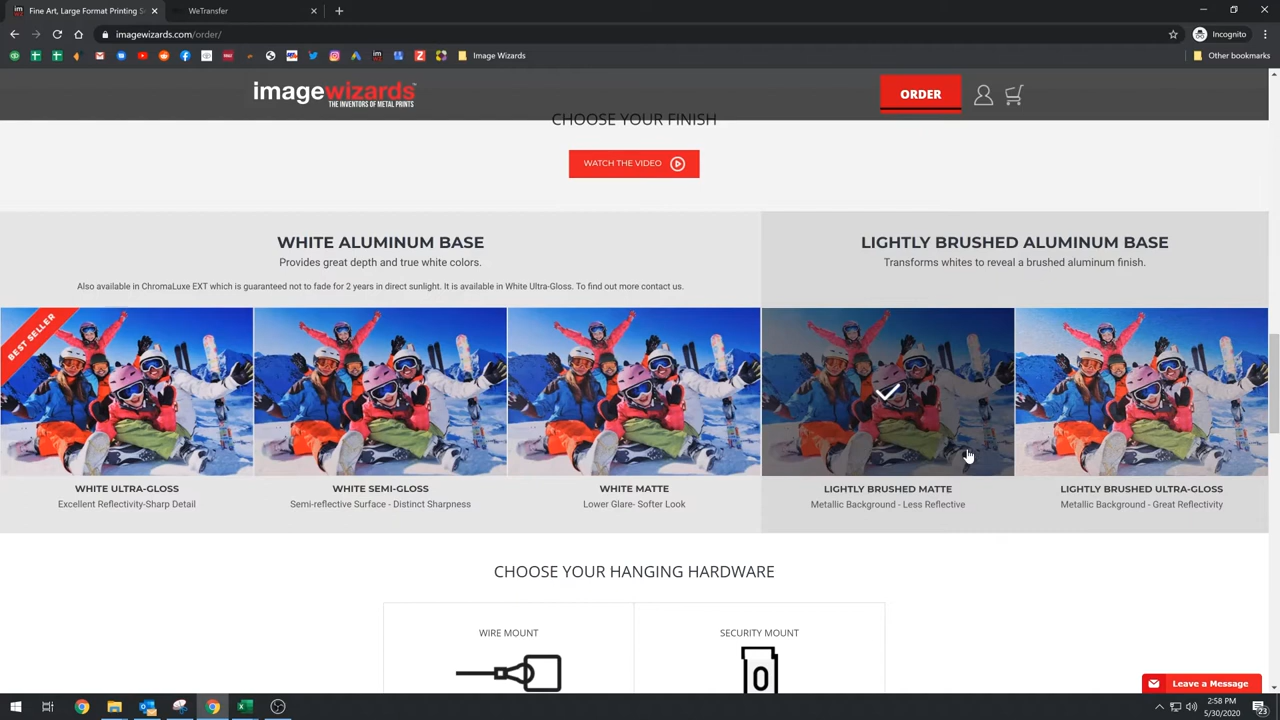 Fine Art, Large Format Printing S
WeTransfer
imagewizards.com/order/
Incognito
Image Wizards
Other bookmarks
imagewizards™
THE INVENTORS OF METAL PRINTS
ORDER
CHOOSE YOUR FINISH
WATCH THE VIDEO
WHITE ALUMINUM BASE
Provides great depth and true white colors.
Also available in ChromaLuxe EXT which is guaranteed not to fade for 2 years in direct sunlight. It is available in White Ultra-Gloss. To find out more contact us.
LIGHTLY BRUSHED ALUMINUM BASE
Transforms whites to reveal a brushed aluminum finish.
BEST SELLER
WHITE ULTRA-GLOSS
Excellent Reflectivity-Sharp Detail
WHITE SEMI-GLOSS
Semi-reflective Surface - Distinct Sharpness
WHITE MATTE
Lower Glare- Softer Look
LIGHTLY BRUSHED MATTE
Metallic Background - Less Reflective
LIGHTLY BRUSHED ULTRA-GLOSS
Metallic Background - Great Reflectivity
CHOOSE YOUR HANGING HARDWARE
WIRE MOUNT
SECURITY MOUNT
Leave a Message
2:58 PM
5/30/2020
23